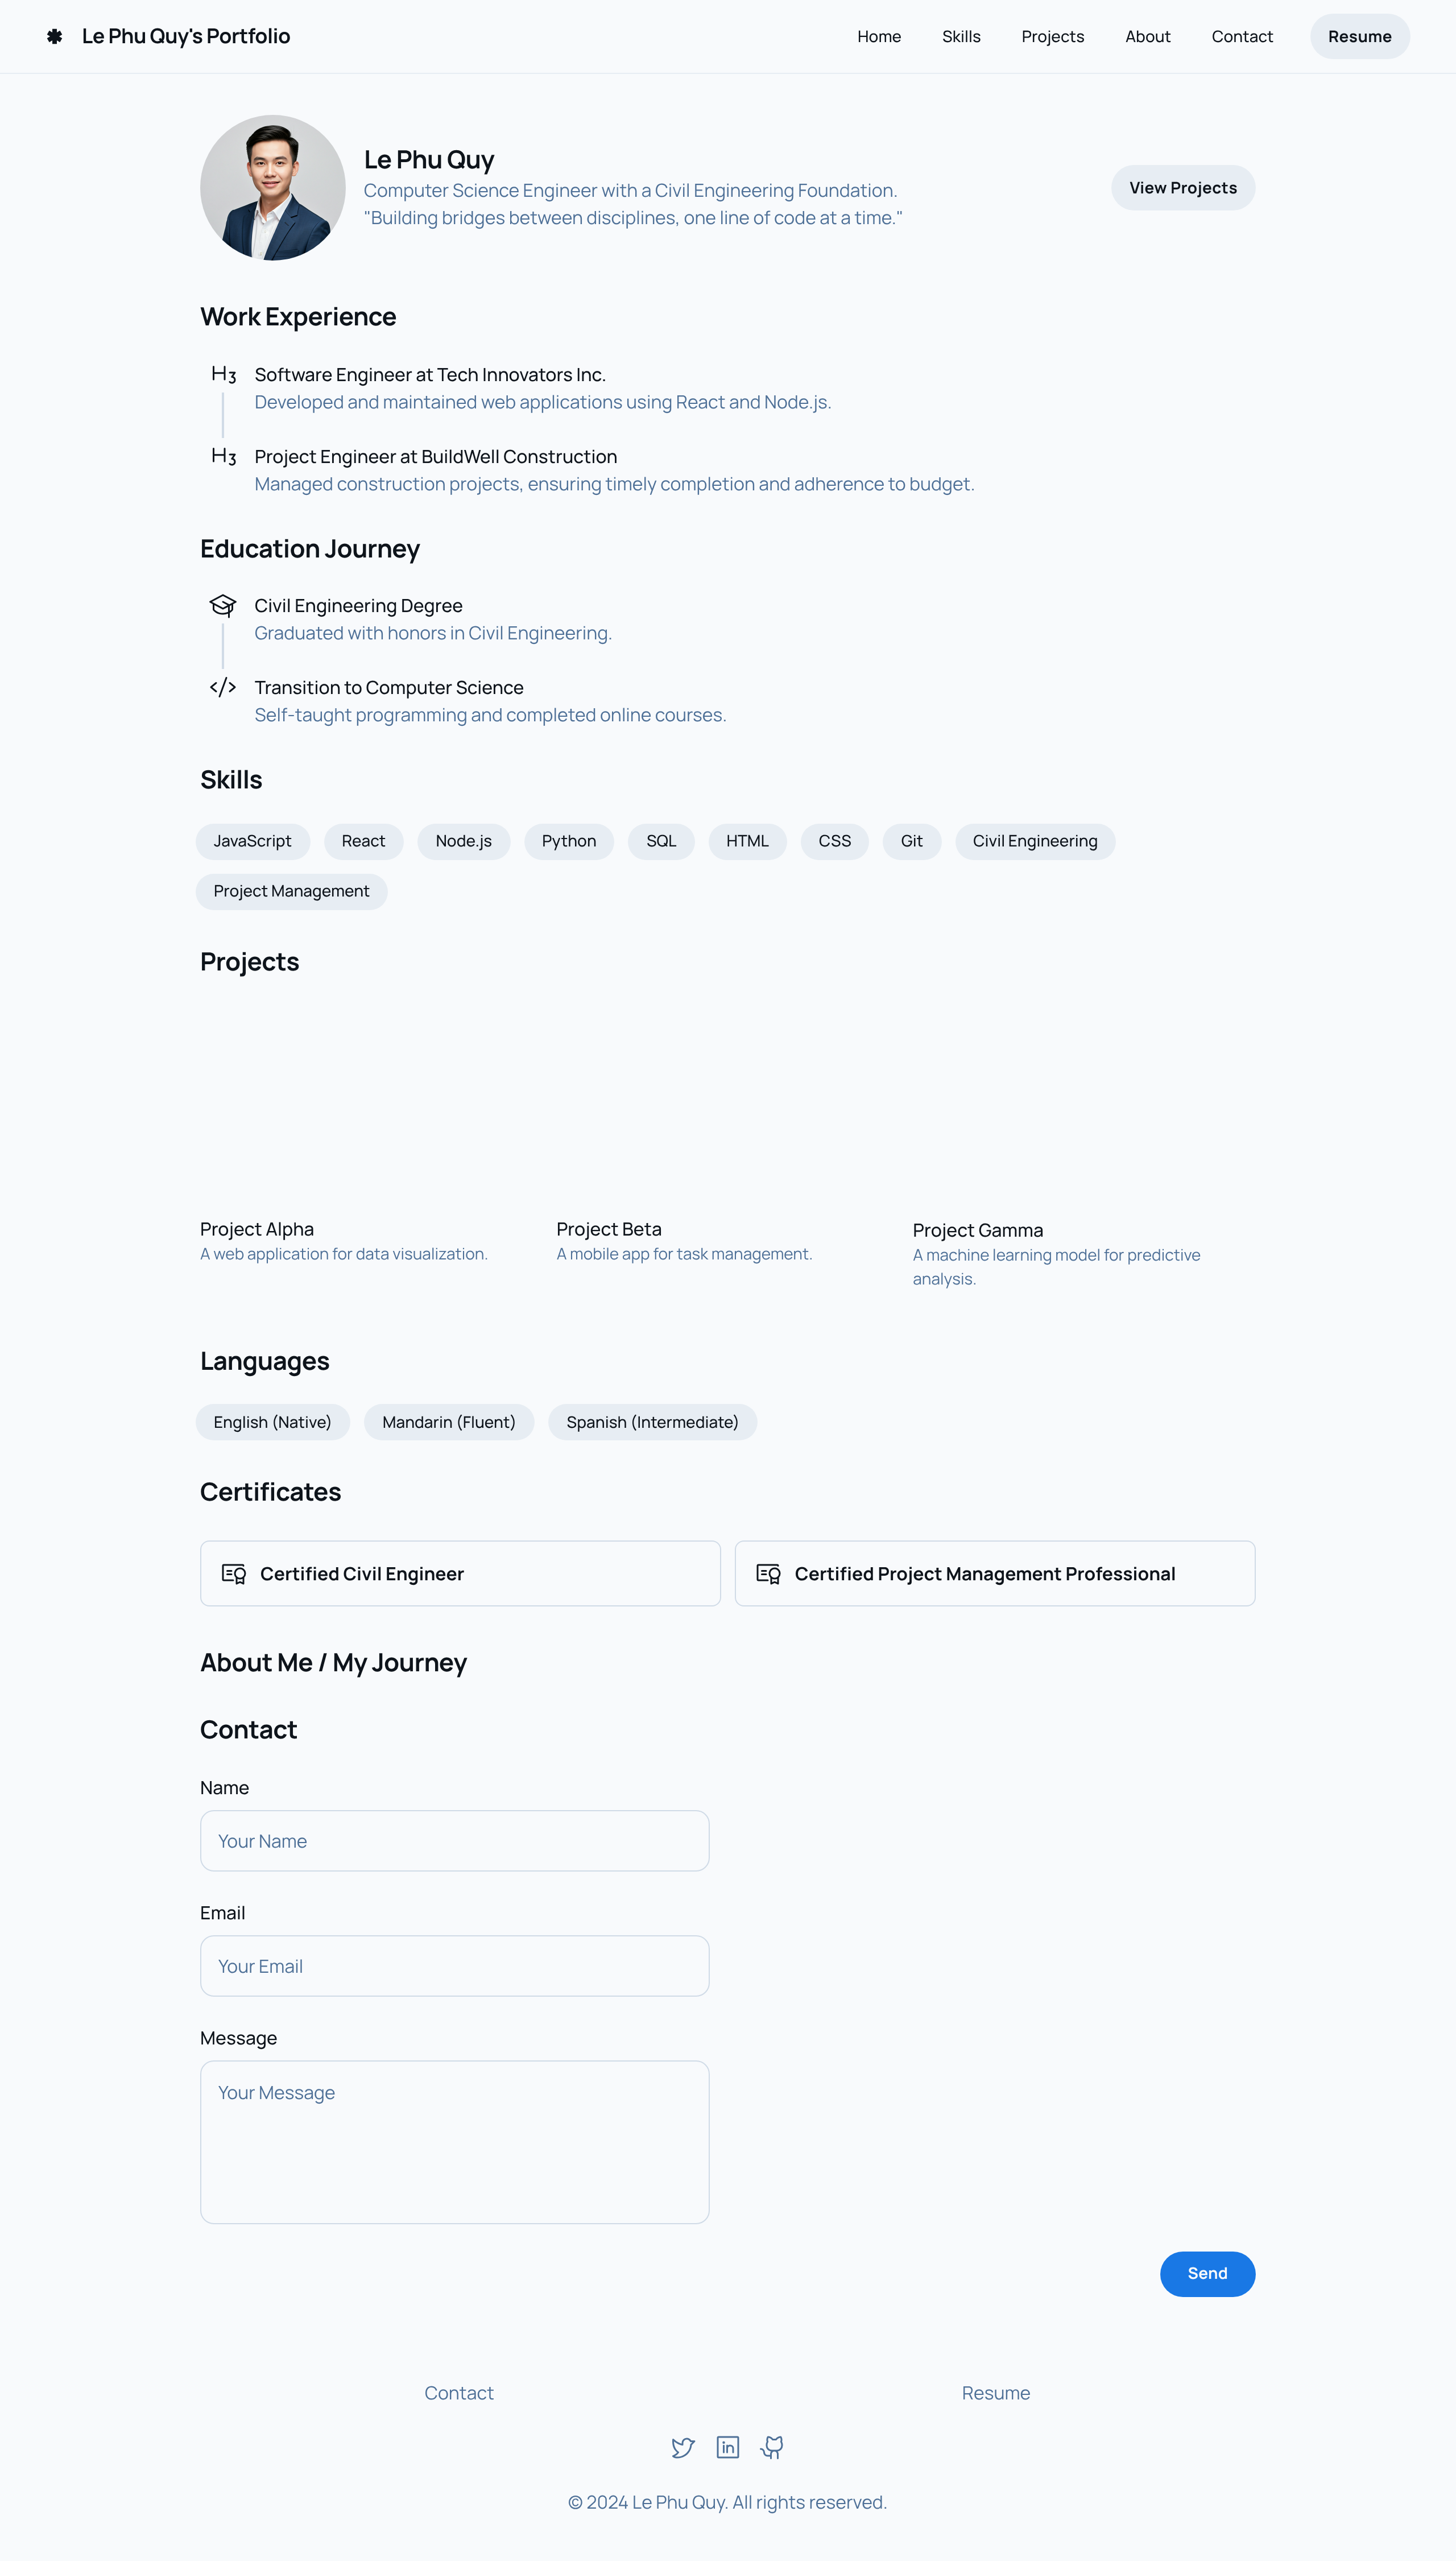 Le Phu Quy's Portfolio
Home
Skills
Projects
About
Contact
Resume
Le Phu Quy
Computer Science Engineer with a Civil Engineering Foundation.
"Building bridges between disciplines, one line of code at a time."
View Projects
Work Experience
H3
Software Engineer at Tech Innovators Inc.
Developed and maintained web applications using React and Node.js.
H3
Project Engineer at BuildWell Construction
Managed construction projects, ensuring timely completion and adherence to budget.
Education Journey
Civil Engineering Degree
Graduated with honors in Civil Engineering.
Transition to Computer Science
Self-taught programming and completed online courses.
Skills
JavaScript
React
Node.js
Python
SQL
HTML
CSS
Git
Civil Engineering
Project Management
Projects
Project Alpha
A web application for data visualization.
Project Beta
A mobile app for task management.
Project Gamma
A machine learning model for predictive
analysis.
Languages
English (Native)
Mandarin (Fluent)
Spanish (Intermediate)
Certificates
Certified Civil Engineer
Certified Project Management Professional
About Me / My Journey
Contact
Name
Your Name
Email
Your Email
Message
Your Message
Send
Contact
Resume
in
© 2024 Le Phu Quy. All rights reserved.